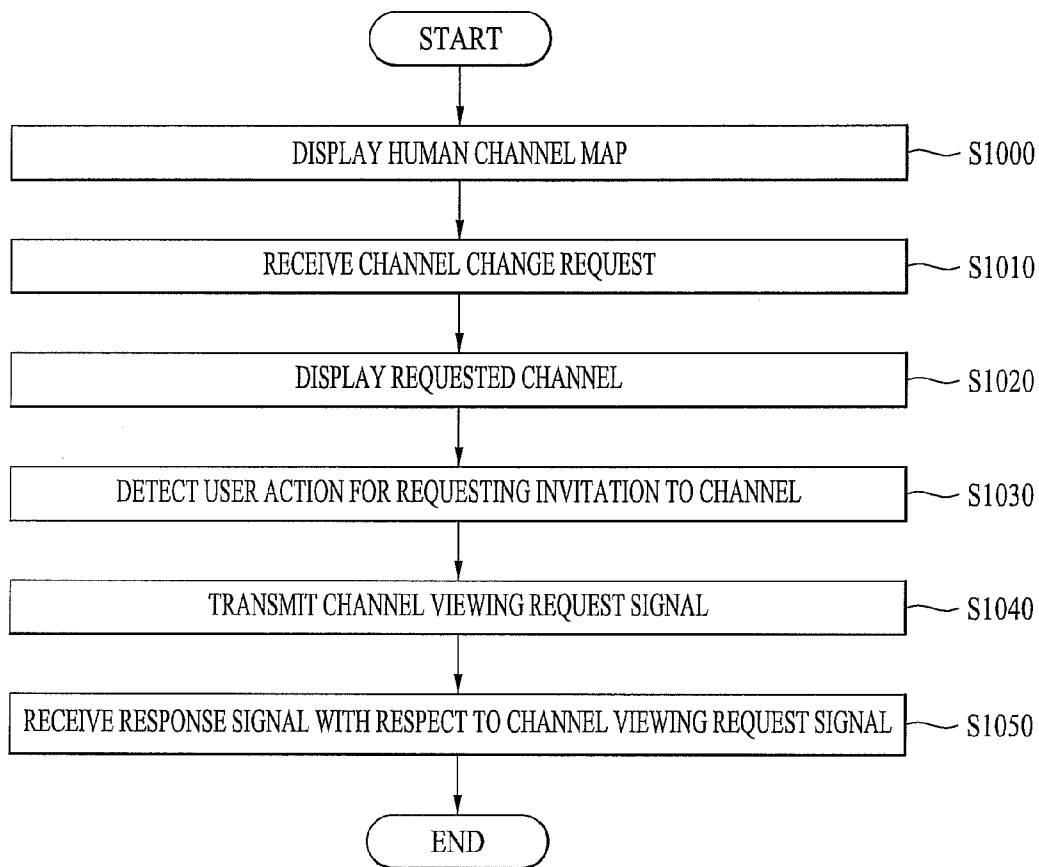 START
DISPLAY HUMAN CHANNEL MAP
S1000
RECEIVE CHANNEL CHANGE REQUEST
S1010
DISPLAY REQUESTED CHANNEL
S1020
DETECT USER ACTION FOR REQUESTING INVITATION TO CHANNEL
S1030
TRANSMIT CHANNEL VIEWING REQUEST SIGNAL
S1040
RECEIVE RESPONSE SIGNAL WITH RESPECT TO CHANNEL VIEWING REQUEST SIGNAL
S1050
END